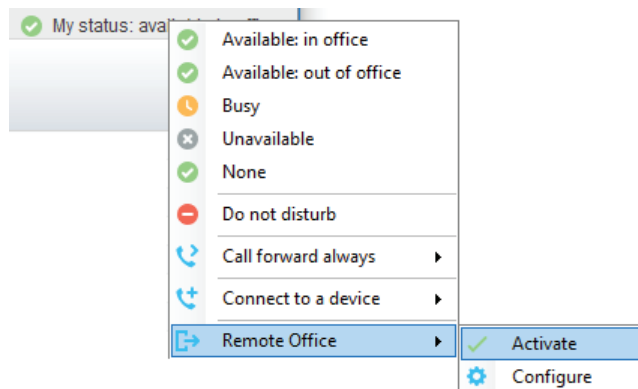 My status: ava
Available: in office
Available: out of office
Busy
Unavailable
None
Do not disturb
Call forward always
Connect to a device
Remote Office
Activate
Configure